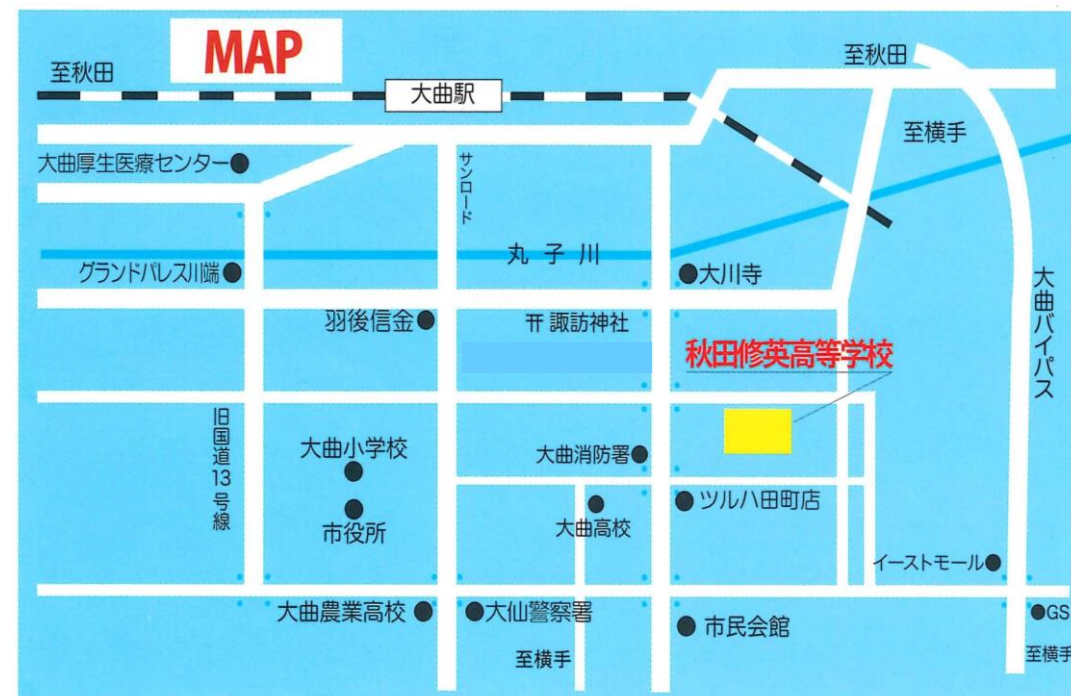 MAP
至秋田
至秋田
大曲駅
至横手
大曲厚生医療センター
サンロード
丸子川
グランドパレス川端
大川寺
大曲バイパス
羽後信金
諏訪神社
秋田修英高等学校
旧国道13号線
大曲小学校
大曲消防署
市役所
大曲高校
ツルハ田町店
イーストモール
大曲農業高校
大仙警察署
市民会館
GS
至横手
至横手